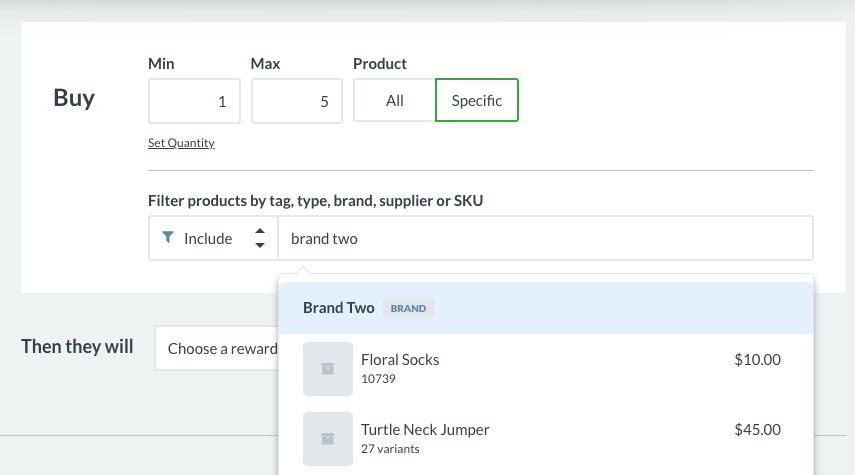 Min Max Product
Buy 1 5 All Specific
Set Quantity
Filter products by tag, type, brand, supplier or SKU
Include brand two
Brand Two BRAND
Then they will Choose a reward
Floral Socks $10.00
10739
Turtle Neck Jumper $45.00
27 variants